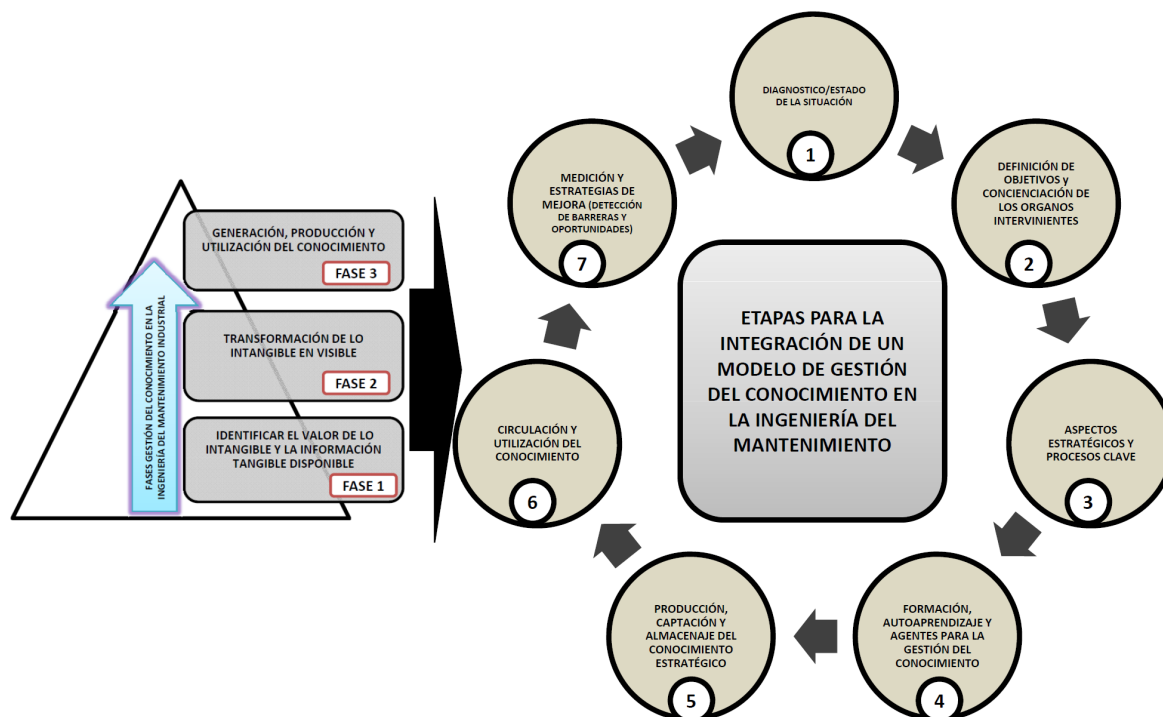 GENERACIÓN, PRODUCCIÓN Y
UTILIZACIÓN DEL CONOCIMIENTO
FASE 3
TRANSFORMACIÓN DE LO
INTANGIBLE EN VISIBLE
FASE 2
IDENTIFICAR EL VALOR DE LO
INTANGIBLE Y LA INFORMACIÓN
TANGIBLE DISPONIBLE
FASE 1
FASES GESTIÓN DEL CONOCIMIENTO EN LA
INGENIERÍA DEL MANTENIMIENTO INDUSTRIAL
ETAPAS PARA LA
INTEGRACIÓN DE UN
MODELO DE GESTIÓN
DEL CONOCIMIENTO EN
LA INGENIERÍA DEL
MANTENIMIENTO
DIAGNOSTICO/ESTADO
DE LA SITUACIÓN
1
DEFINICIÓN DE
OBJETIVOS y
CONCIENCIACIÓN DE
LOS ORGANOS
INTERVINIENTES
2
ASPECTOS
ESTRATÉGICOS Y
PROCESOS CLAVE
3
FORMACIÓN,
AUTOAPRENDIZAJE Y
AGENTES PARA LA
GESTIÓN DEL
CONOCIMIENTO
4
PRODUCCIÓN,
CAPTACIÓN Y
ALMACENAJE DEL
CONOCIMIENTO
ESTRATÉGICO
5
CIRCULACIÓN Y
UTILIZACIÓN DEL
CONOCIMIENTO
6
MEDICIÓN Y
ESTRATEGIAS DE
MEJORA (DETECCIÓN
DE BARRERAS Y
OPORTUNIDADES)
7